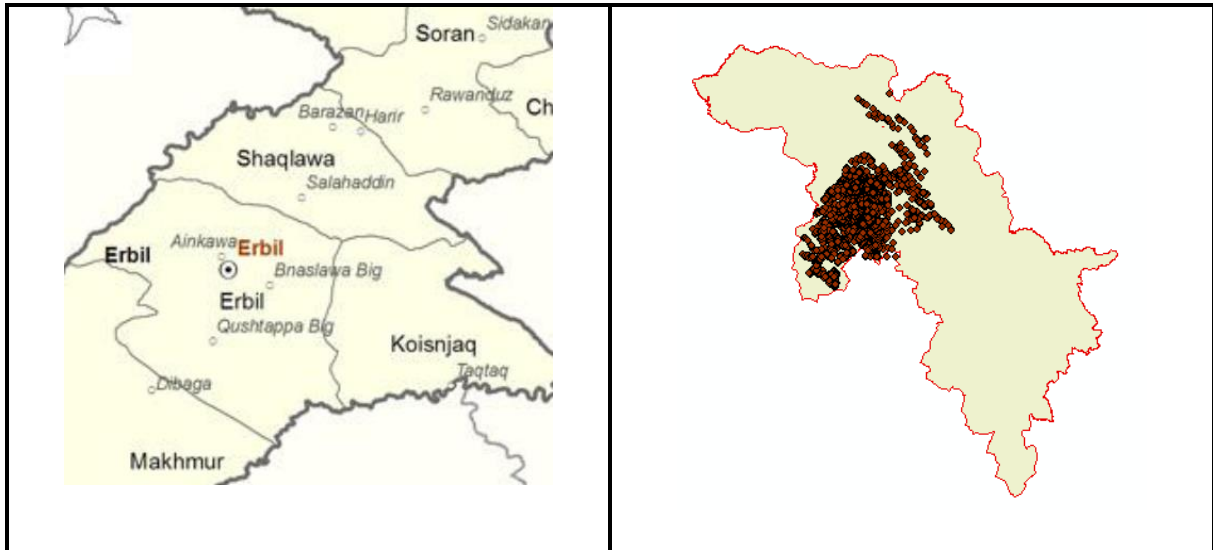 Soran
Sidakan
Rawanduz
Ch
Barazan
Harir
Shaqlawa
Salahaddin
Ainkawa
Erbil
Erbil
Bnaslawa Big
Erbil
Qushtappa Big
Koisnjaq
Taqtaq
Dibaga
Makhmur